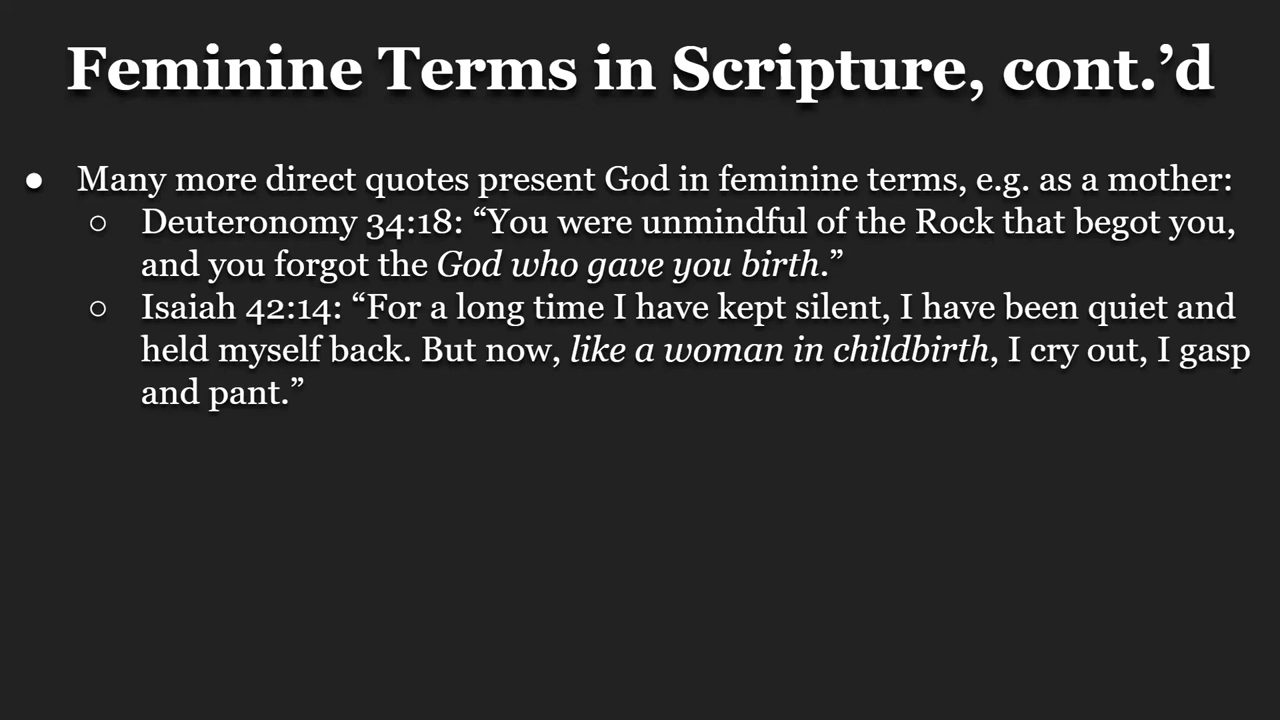 Feminine Terms in Scripture, cont.’d
● Many more direct quotes present God in feminine terms, e.g. as a mother:
○ Deuteronomy 34:18: “You were unmindful of the Rock that begot you,
and you forgot the God who gave you birth.”
○ Isaiah 42:14: “For a long time I have kept silent, I have been quiet and
held myself back. But now, like a woman in childbirth, I cry out, I gasp
and pant.”